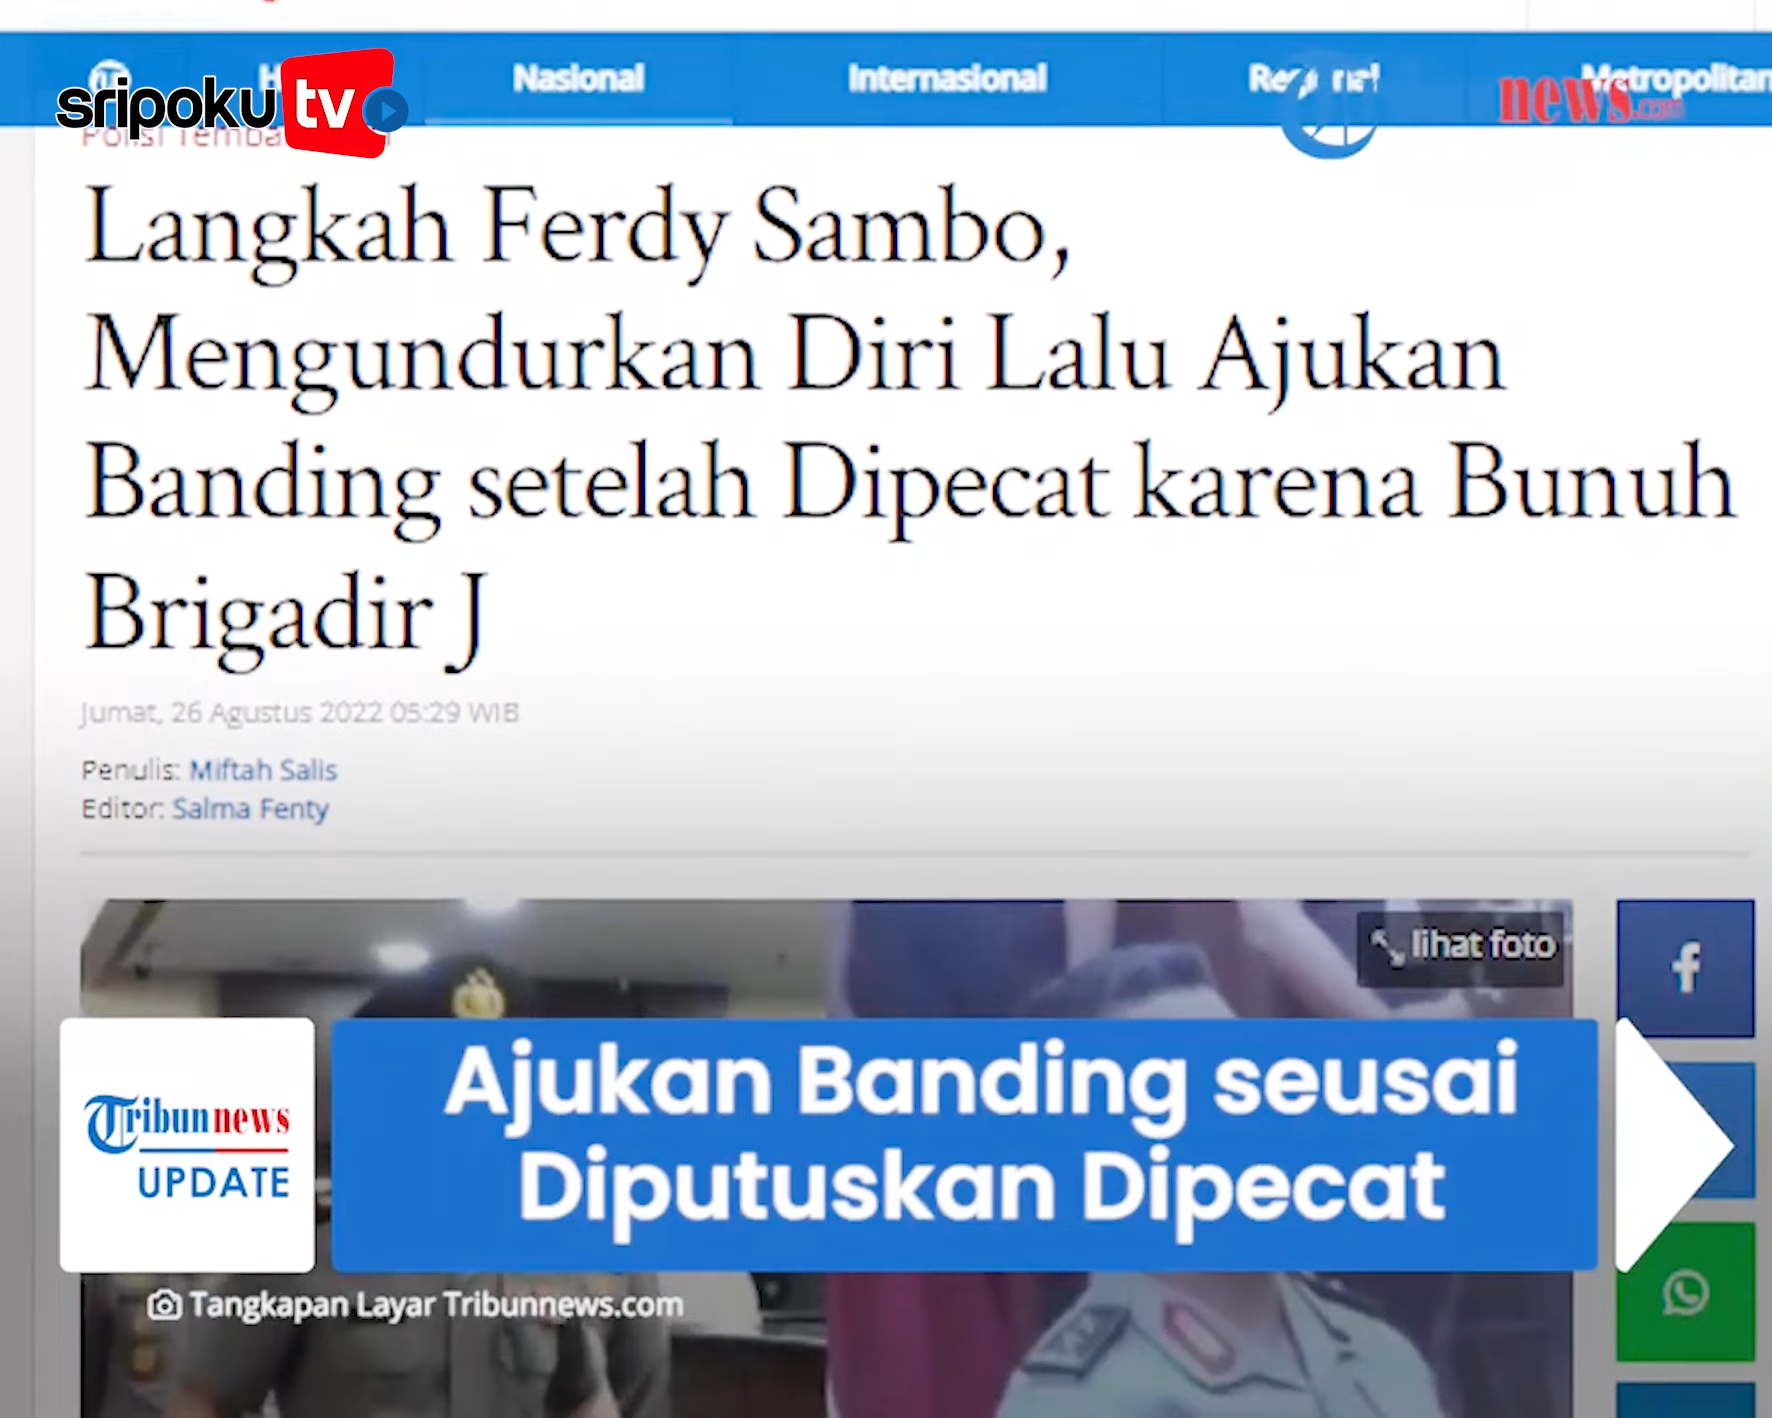 sripoku tv
Nasional
Internasional
Metropolitan
news.com
Polisi Temba
Langkah Ferdy Sambo,
Mengundurkan Diri Lalu Ajukan
Banding setelah Dipecat karena Bunuh
Brigadir J
Jumat, 26 Agustus 2022 05:29 WIB
Penulis: Miftah Salis
Editor: Salma Fenty
lihat foto
f
Tribunnews
UPDATE
Ajukan Banding seusai
Diputuskan Dipecat
Tangkapan Layar Tribunnews.com